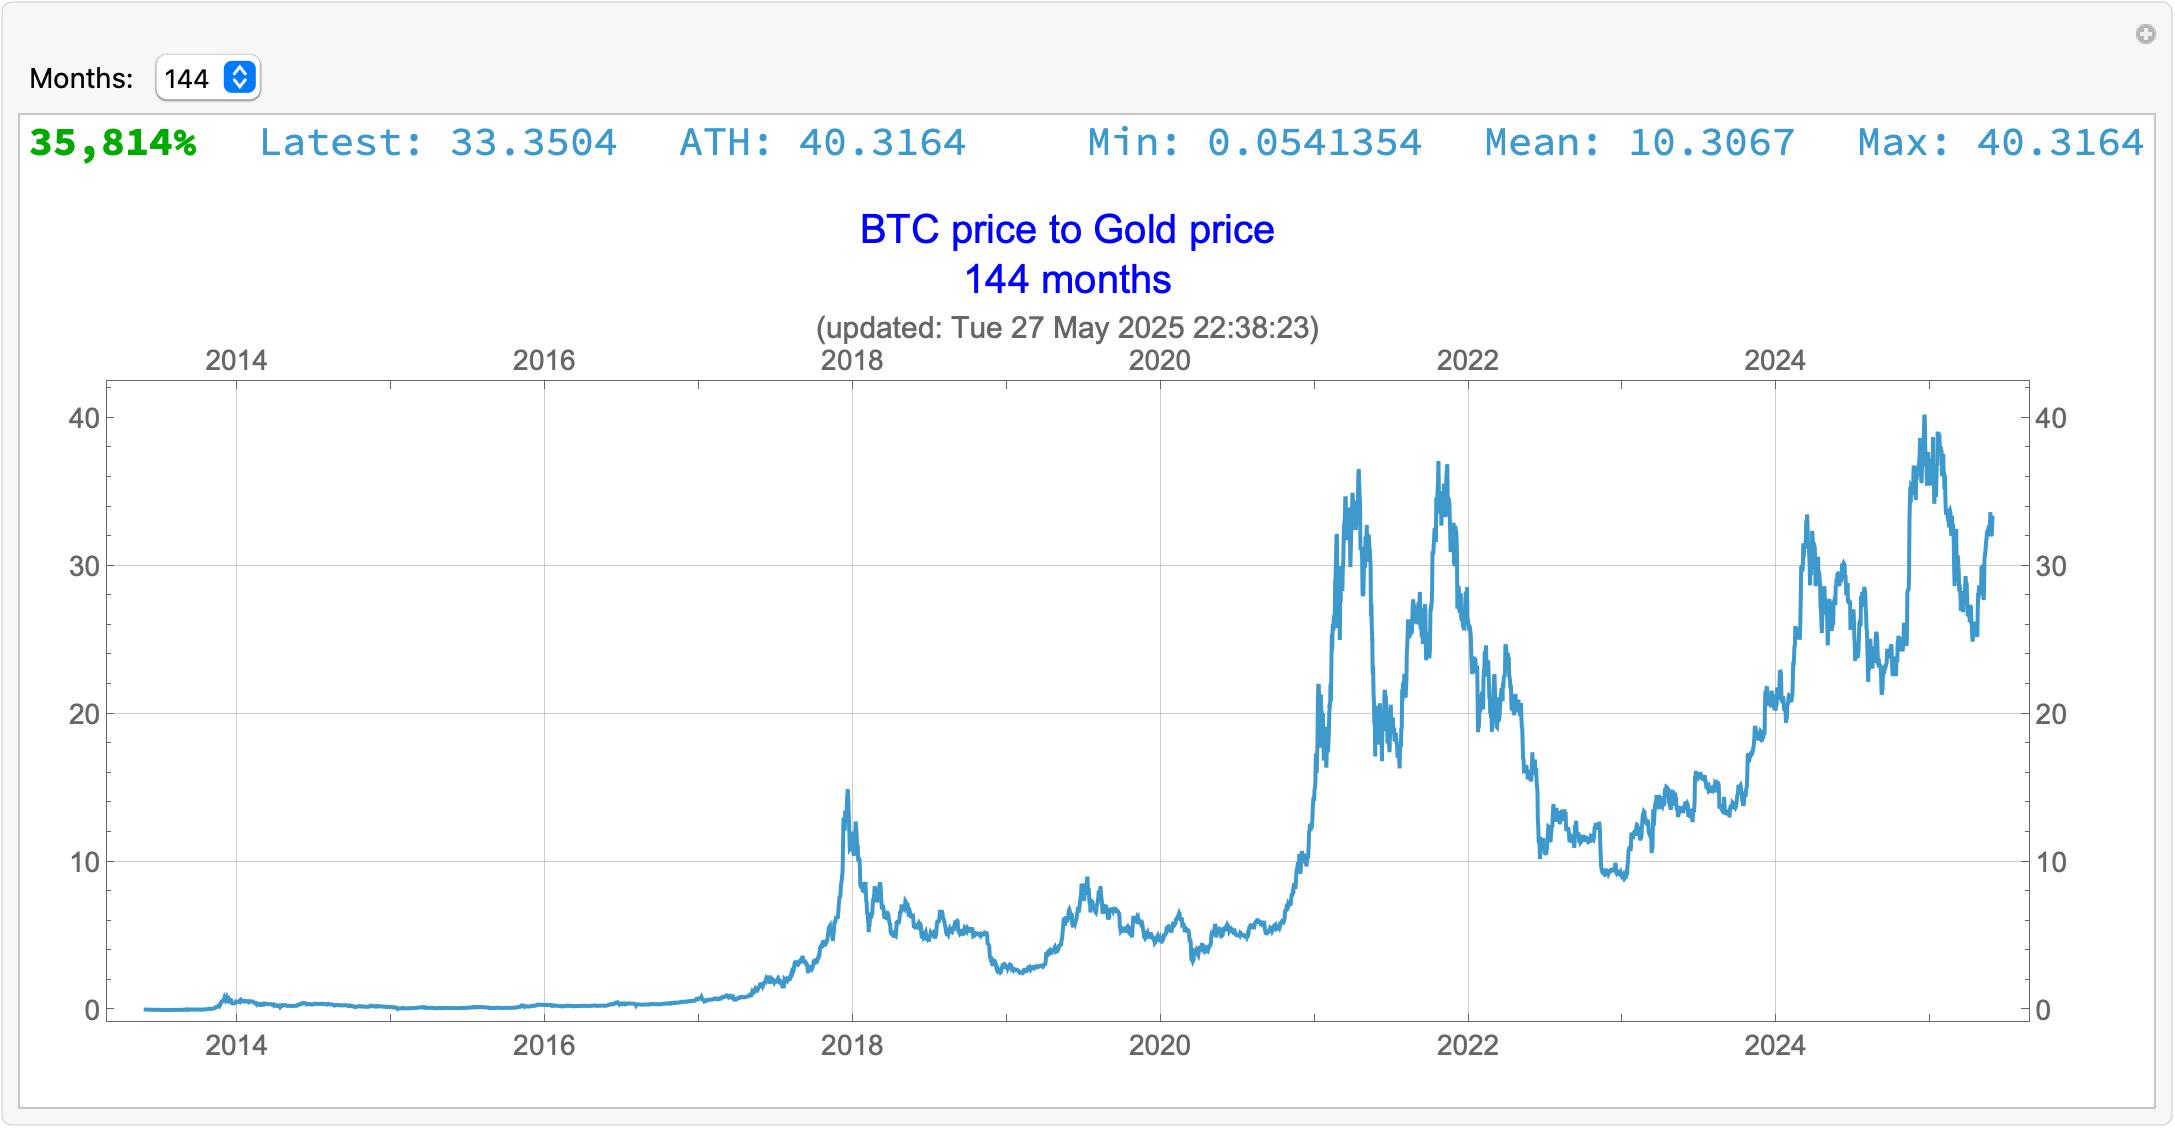 Months: 144
35,814% Latest: 33.3504 ATH: 40.3164 Min: 0.0541354 Mean: 10.3067 Max: 40.3164
BTC price to Gold price
144 months
(updated: Tue 27 May 2025 22:38:23)
2014 2016 2018 2020 2022 2024
40 40
30 30
20 20
10 10
0 0
2014 2016 2018 2020 2022 2024